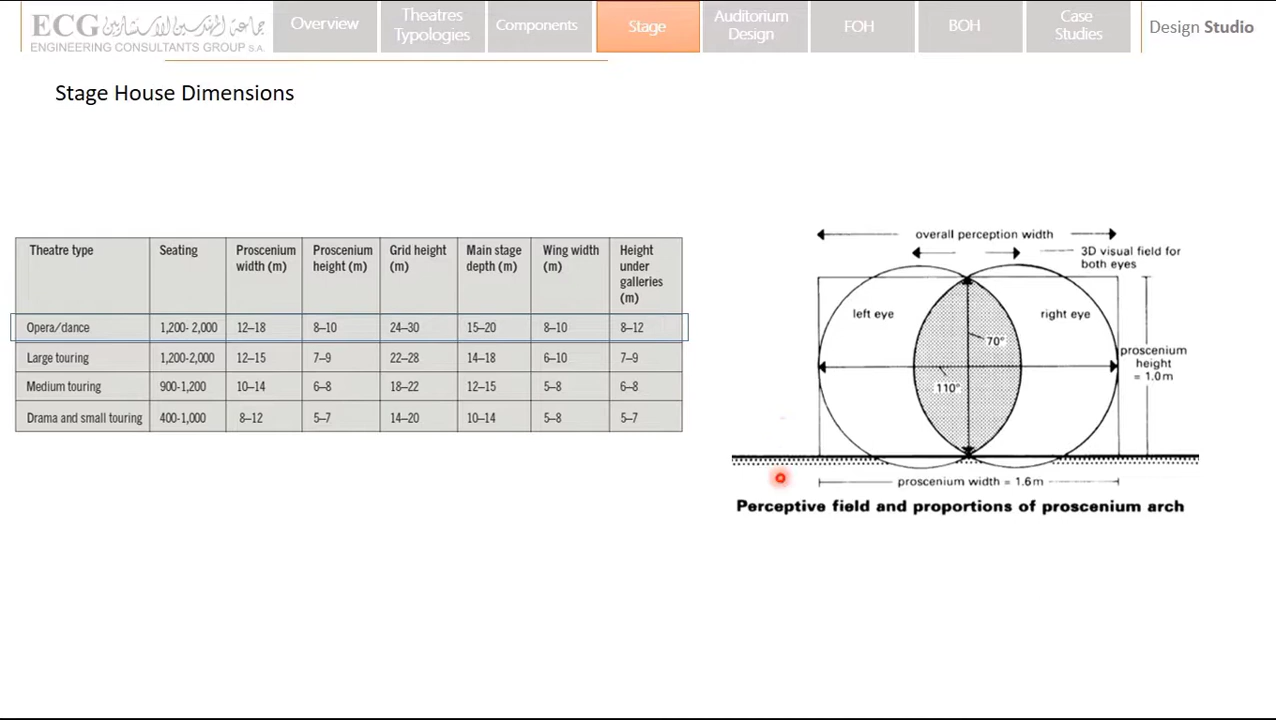 ECG جماعة المهندسين الاستشاريين
ENGINEERING CONSULTANTS GROUP S.A.
Overview
Theatres
Typologies
Components
Stage
Auditorium
Design
FOH
BOH
Case
Studies
Design Studio
Stage House Dimensions
Theatre type Seating Proscenium width (m) Proscenium height (m) Grid height (m) Main stage depth (m) Wing width (m) Height under galleries (m)
Opera/dance 1,200- 2,000 12–18 8–10 24–30 15–20 8–10 8–12
Large touring 1,200-2,000 12–15 7–9 22–28 14–18 6–10 7–9
Medium touring 900-1,200 10–14 6–8 18–22 12–15 5–8 6–8
Drama and small touring 400-1,000 8–12 5–7 14–20 10–14 5–8 5–7
overall perception width
3D visual field for
both eyes
left eye
right eye
70°
110°
proscenium
height
= 1.0m
proscenium width = 1.6m
Perceptive field and proportions of proscenium arch